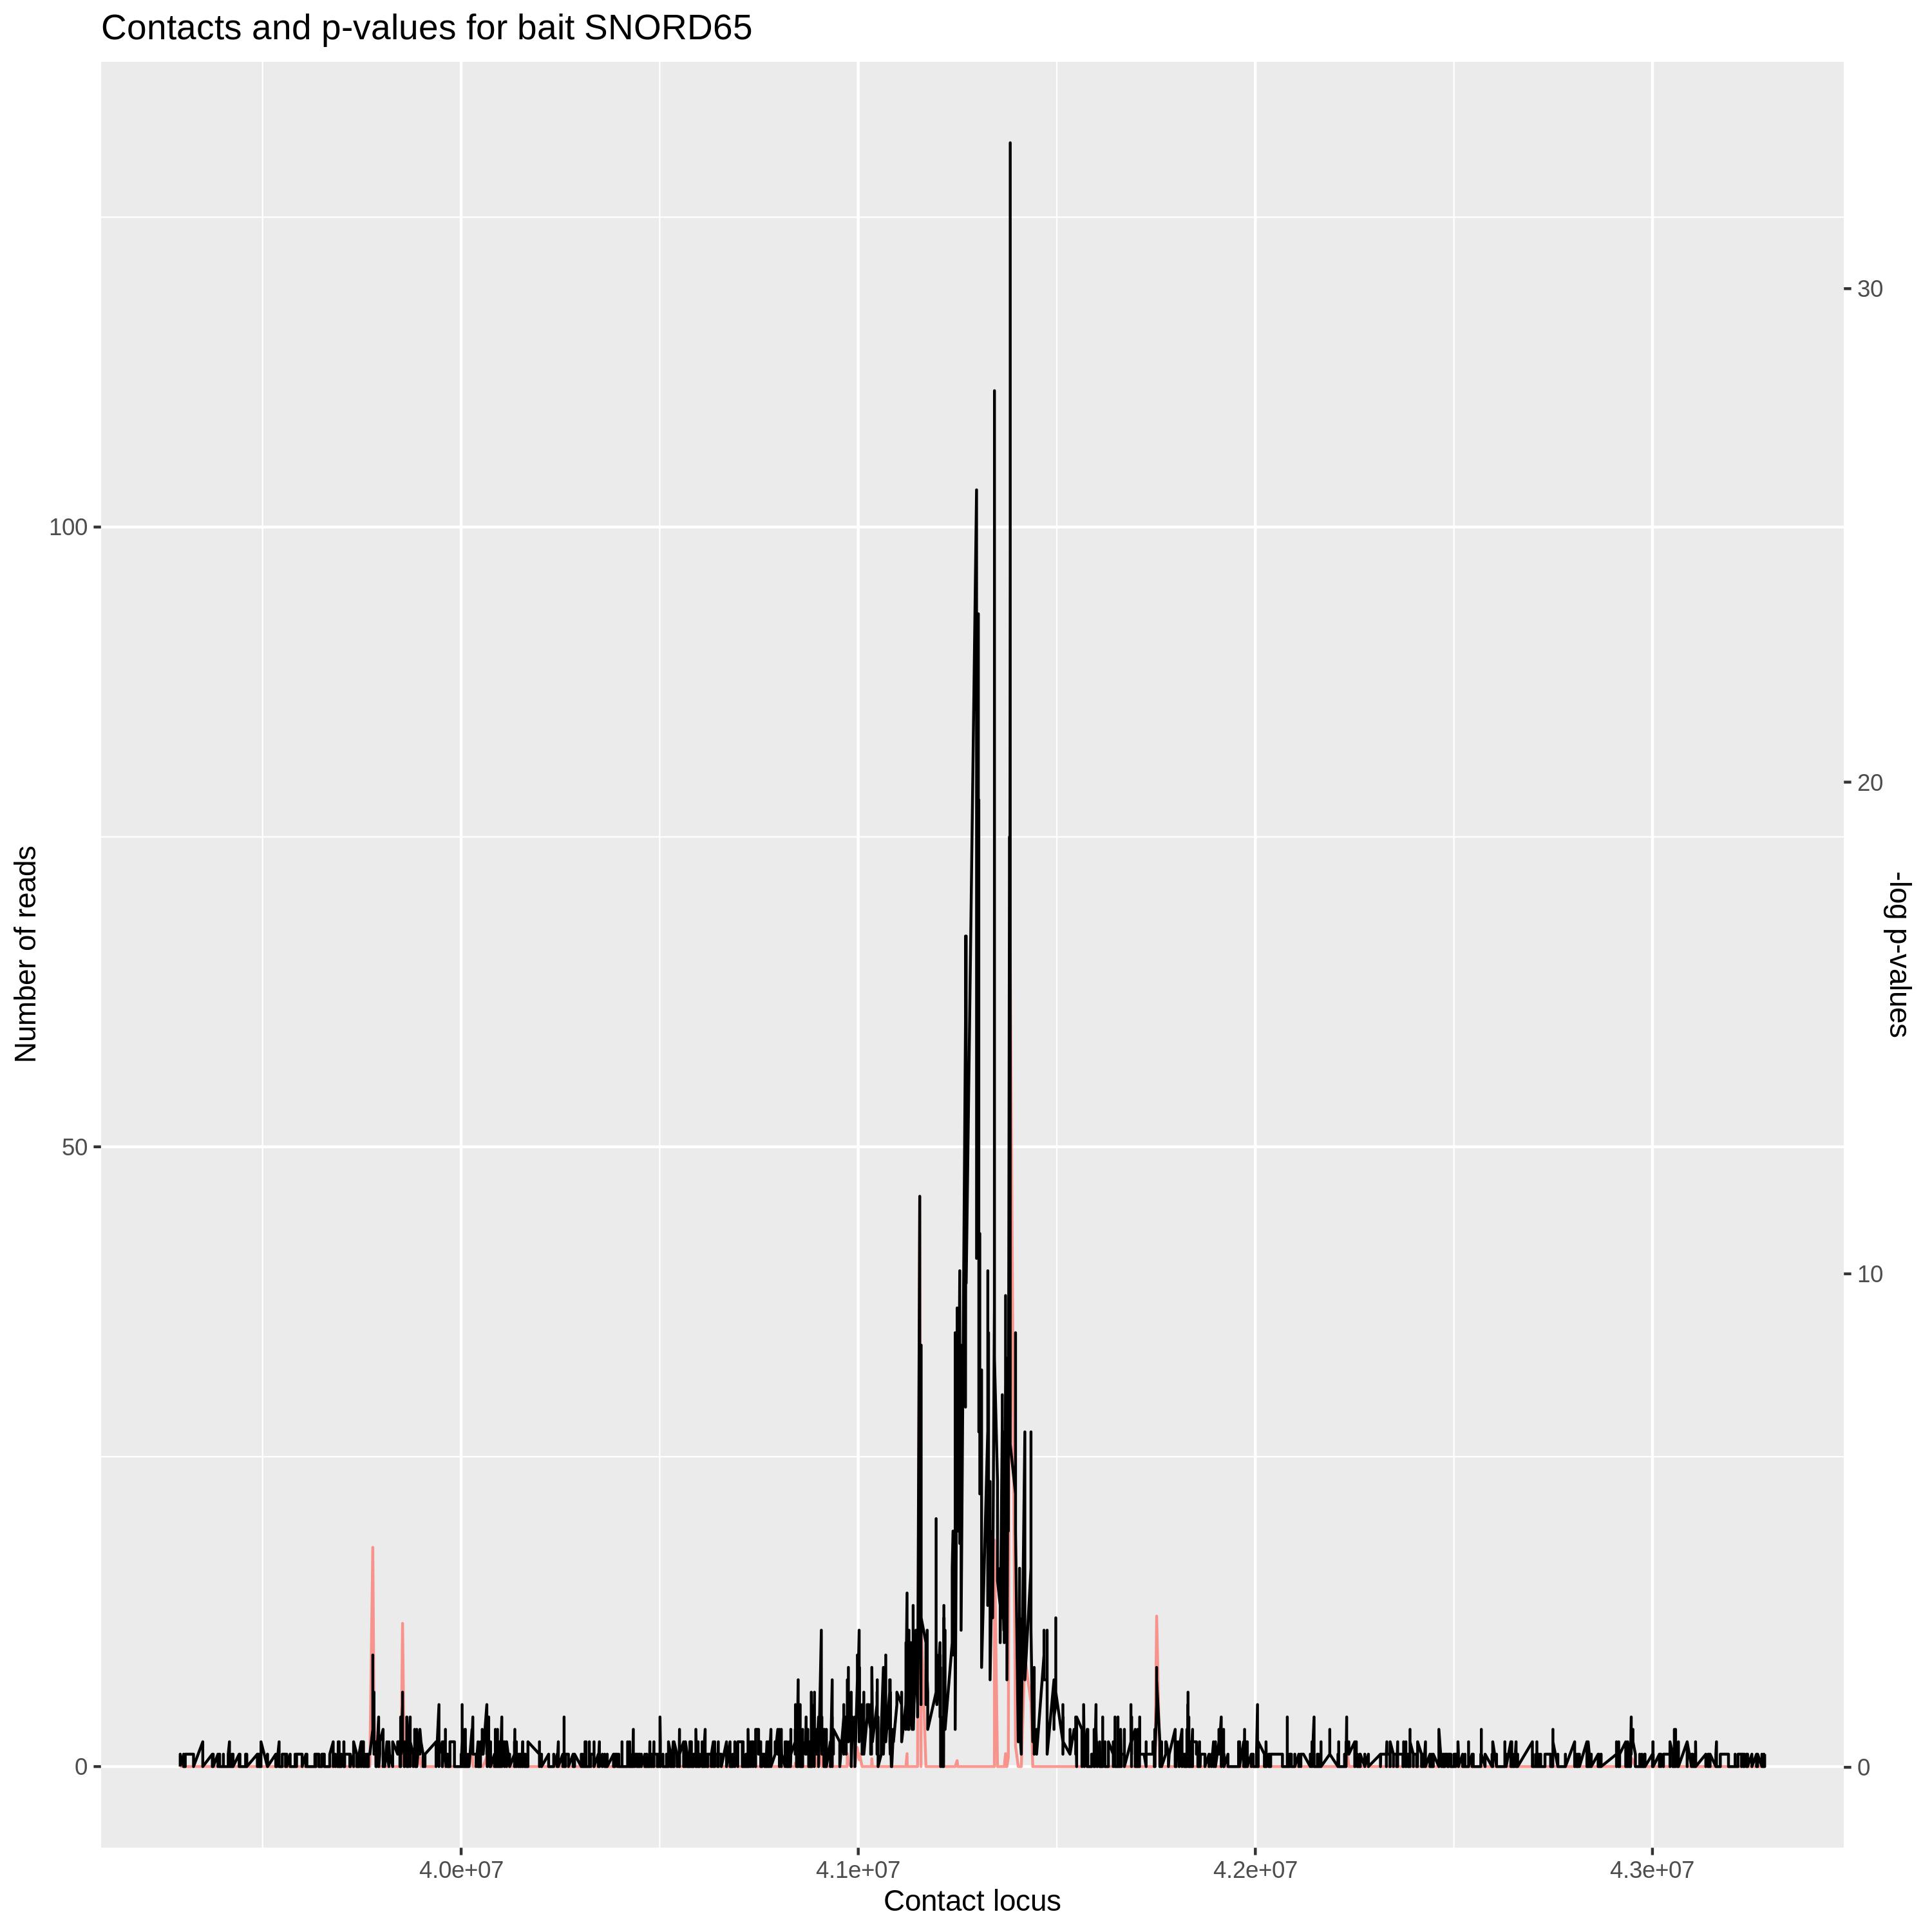 Contacts and p-values for bait SNORD65
100
50
0
Number of reads
30
20
10
0
-log p-values
4.0e+07
4.1e+07
4.2e+07
4.3e+07
Contact locus